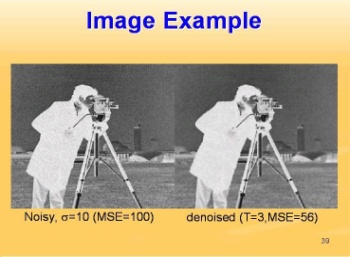 Image Example
Noisy, σ=10 (MSE=100)
denoised (T=3,MSE=56)
39